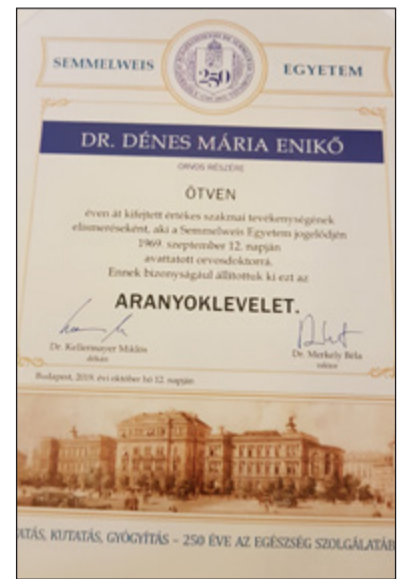 SEMMELWEIS
250
EGYETEM
DR. DÉNES MÁRIA ENIKŐ
ORVOS RÉSZÉRE
ÖTVEN
éven át kifejtett értékes szakmai tevékenységének
elismeréseként, aki a Semmelweis Egyetem jogelődjén
1969. szeptember 12. napján
avattatott orvosdoktorrá.
Ennek bizonyságául állítottuk ki ezt az
ARANYOKLEVELET.
Dr. Kellermayer Miklós
dékán
Dr. Merkely Béla
rektor
Budapest, 2019. évi október hó 12. napján
TATÁS, KUTATÁS, GYÓGYÍTÁS – 250 ÉVE AZ EGÉSZSÉG SZOLGÁLATÁB